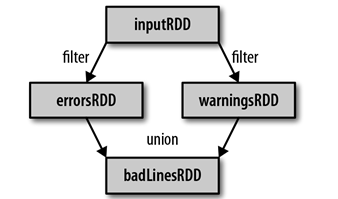 inputRDD
filter filter
errorsRDD warningsRDD
union
badLinesRDD